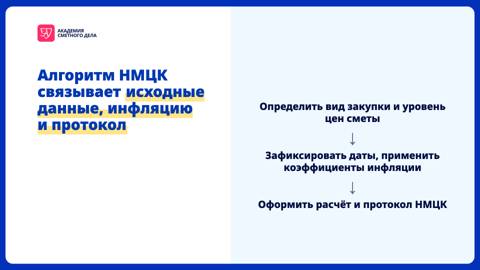 АКАДЕМИЯ
СМЕТНОГО ДЕЛА
Алгоритм НМЦК
связывает исходные
данные, инфляцию
и протокол
Определить вид закупки и уровень
цен сметы
↓
Зафиксировать даты, применить
коэффициенты инфляции
↓
Оформить расчёт и протокол НМЦК